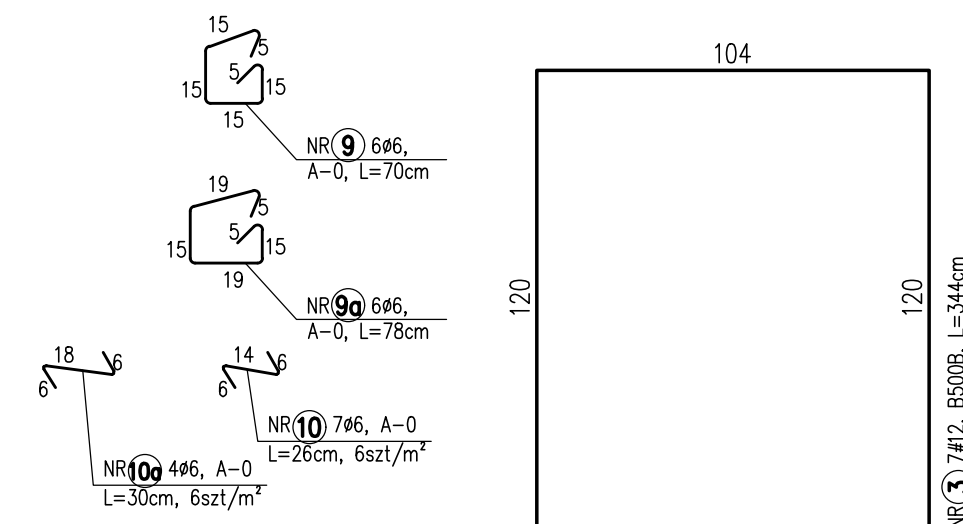 15
5
5
15
15
15
NR 9 6ø6,
A-0, L=70cm
19
5
5
15
15
19
NR 9a 6ø6,
A-0, L=78cm
18
6
6
NR 10a 4ø6, A-0
L=30cm, 6szt/m²
14
6
6
NR 10 7ø6, A-0
L=26cm, 6szt/m²
104
120
120
NR 3 7#12, B500B, L=344cm